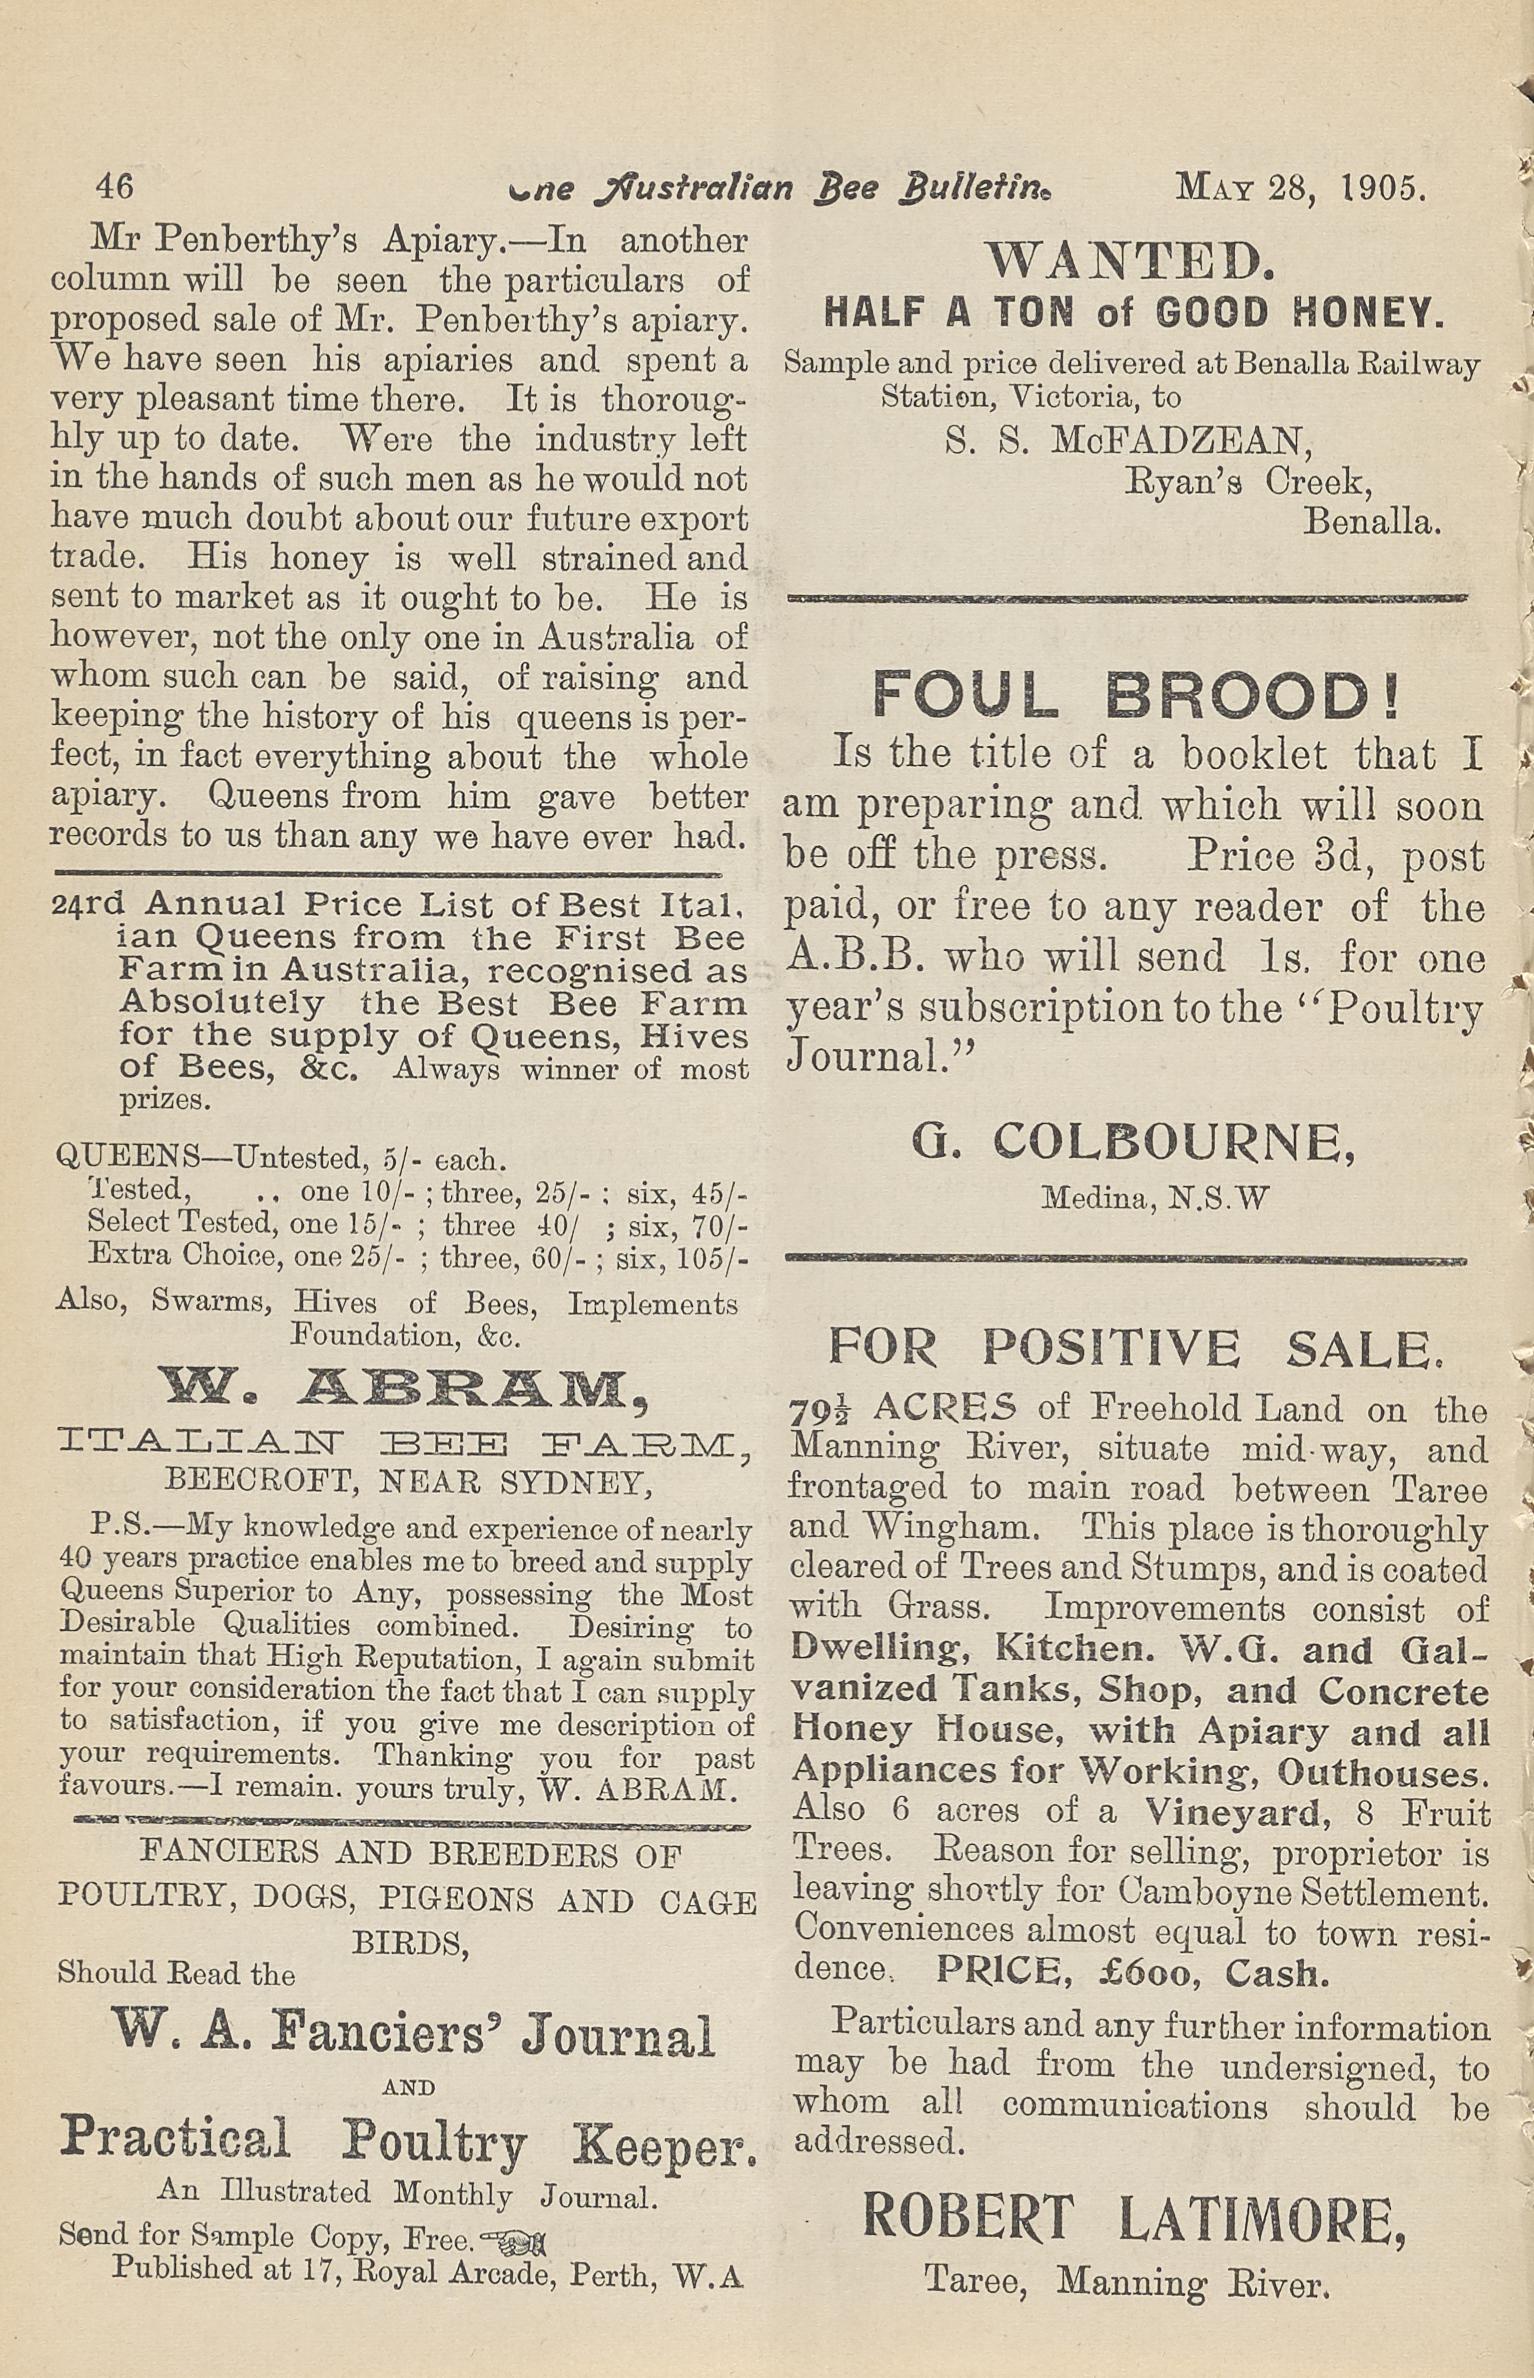 46 The Australian Bee Bulletin. MAY 28, 1905.
Mr Penberthy's Apiary.—In another
column will be seen the particulars of
proposed sale of Mr. Penberthy's apiary.
We have seen his apiaries and spent a
very pleasant time there. It is thoroug-
hly up to date. Were the industry left
in the hands of such men as he would not
have much doubt about our future export
trade. His honey is well strained and
sent to market as it ought to be. He is
however, not the only one in Australia of
whom such can be said, of raising and
keeping the history of his queens is per-
fect, in fact everything about the whole
apiary. Queens from him gave better
records to us than any we have ever had.
24rd Annual Price List of Best Ital.
ian Queens from the First Bee
Farm in Australia, recognised as
Absolutely the Best Bee Farm
for the supply of Queens, Hives
of Bees, &c. Always winner of most
prizes.
QUEENS—Untested, 5/- each.
Tested, .. one 10/- ; three, 25/- : six, 45/-
Select Tested, one 15/- ; three 40/ ; six, 70/-
Extra Choice, one 25/- ; three, 60/- ; six, 105/-
Also, Swarms, Hives of Bees, Implements
Foundation, &c.
W. ABRAM,
ITALIAN BEE FARM,
BEECROFT, NEAR SYDNEY,
P.S.—My knowledge and experience of nearly
40 years practice enables me to breed and supply
Queens Superior to Any, possessing the Most
Desirable Qualities combined. Desiring to
maintain that High Reputation, I again submit
for your consideration the fact that I can supply
to satisfaction, if you give me description of
your requirements. Thanking you for past
favours.—I remain. yours truly, W. ABRAM.
FANCIERS AND BREEDERS OF
POULTRY, DOGS, PIGEONS AND CAGE
BIRDS,
Should Read the
W. A. Fanciers' Journal
AND
Practical Poultry Keeper.
An Illustrated Monthly Journal.
Send for Sample Copy, Free.
Published at 17, Royal Arcade, Perth, W.A
WANTED.
HALF A TON of GOOD HONEY.
Sample and price delivered at Benalla Railway
Station, Victoria, to
S. S. McFADZEAN,
Ryan's Creek,
Benalla.
FOUL BROOD!
Is the title of a booklet that I
am preparing and which will soon
be off the press. Price 3d, post
paid, or free to any reader of the
A.B.B. who will send 1s. for one
year's subscription to the "Poultry
Journal."
G. COLBOURNE,
Medina, N.S.W
FOR POSITIVE SALE.
79½ ACRES of Freehold Land on the
Manning River, situate mid-way, and
frontaged to main road between Taree
and Wingham. This place is thoroughly
cleared of Trees and Stumps, and is coated
with Grass. Improvements consist of
Dwelling, Kitchen. W.G. and Gal-
vanized Tanks, Shop, and Concrete
Honey House, with Apiary and all
Appliances for Working, Outhouses.
Also 6 acres of a Vineyard, 8 Fruit
Trees. Reason for selling, proprietor is
leaving shortly for Camboyne Settlement.
Conveniences almost equal to town resi-
dence. PRICE, £600, Cash.
Particulars and any further information
may be had from the undersigned, to
whom all communications should be
addressed.
ROBERT LATIMORE,
Taree, Manning River.